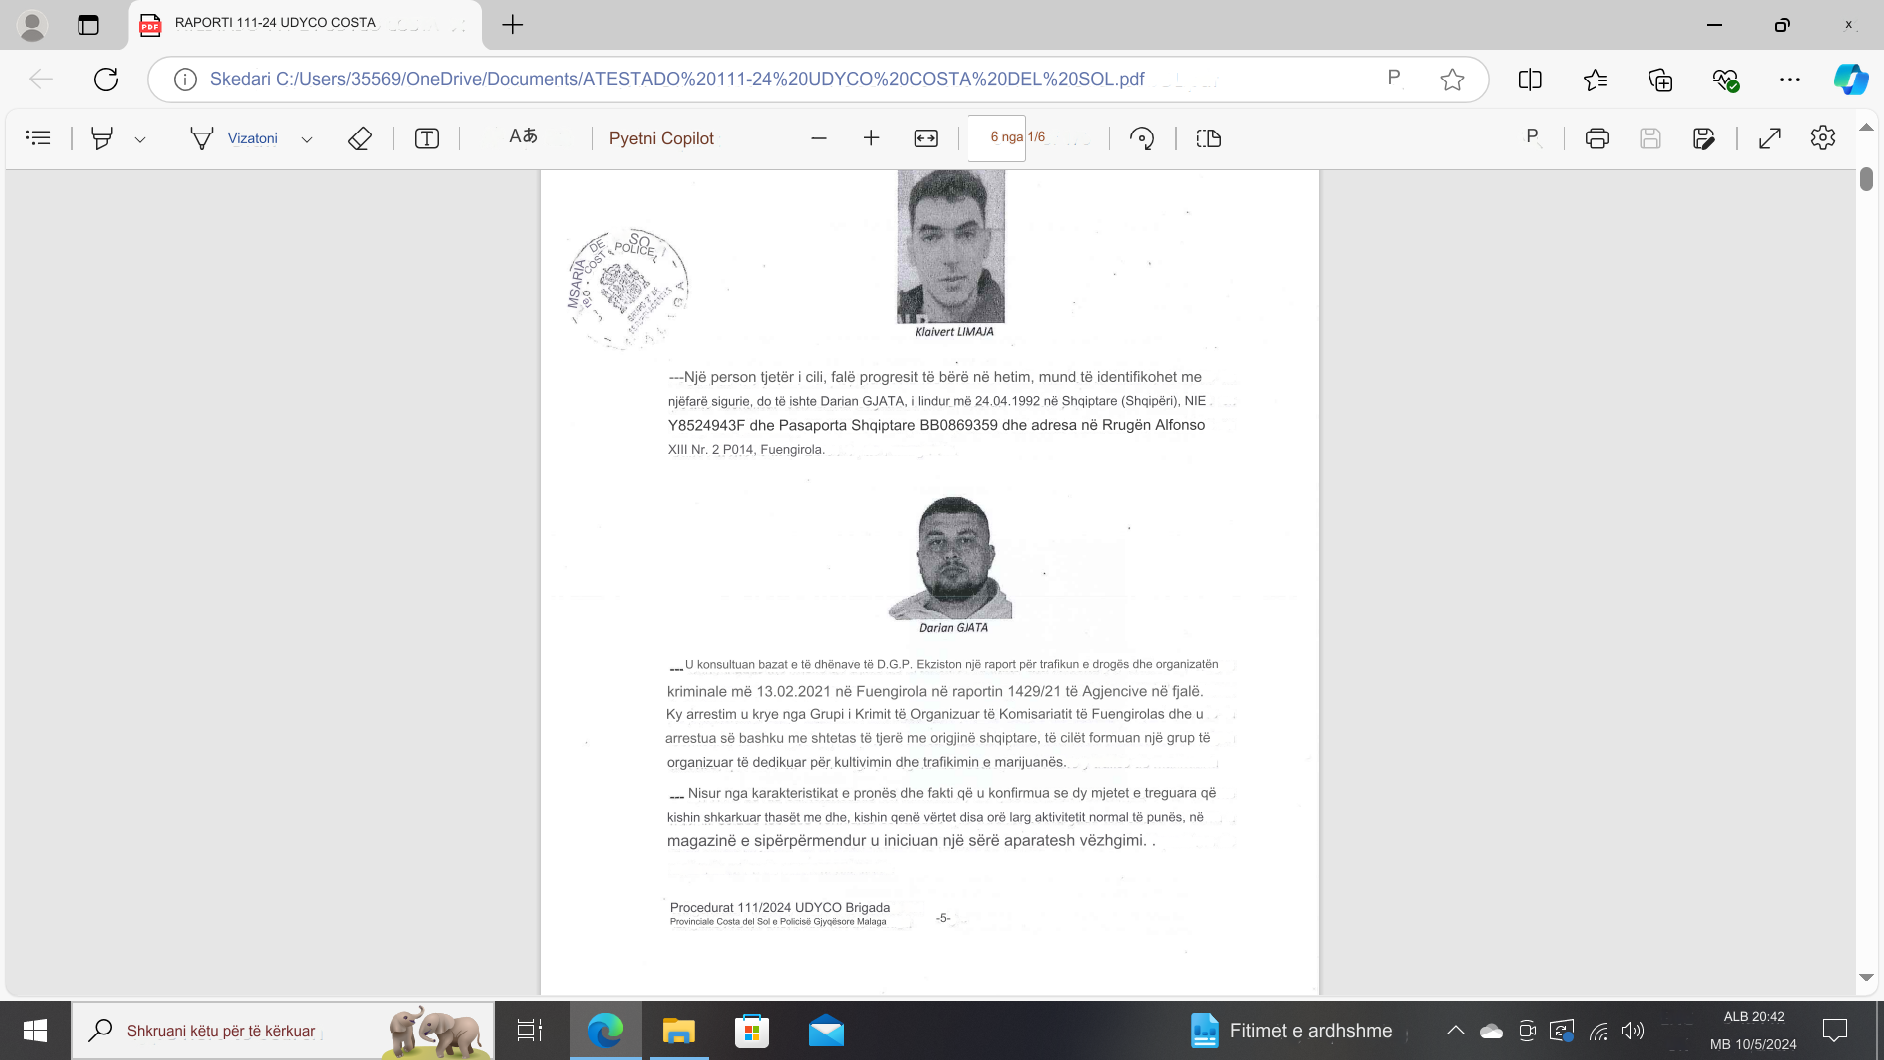 RAPORTI 111-24 UDYCO COSTA
x
Skedari C:/Users/35569/OneDrive/Documents/ATESTADO%20111-24%20UDYCO%20COSTA%20DEL%20SOL.pdf
P
Vizatoni
T
Aあ
Pyetni Copilot
6 nga 1/6
P
MSARIA DE SO
COST POLICE
Klaivert LIMAJA
---Një person tjetër i cili, falë progresit të bërë në hetim, mund të identifikohet me
njëfarë sigurie, do të ishte Darian GJATA, i lindur më 24.04.1992 në Shqiptare (Shqipëri), NIE
Y8524943F dhe Pasaporta Shqiptare BB0869359 dhe adresa në Rrugën Alfonso
XIII Nr. 2 P014, Fuengirola.
Darian GJATA
---U konsultuan bazat e të dhënave të D.G.P. Ekziston një raport për trafikun e drogës dhe organizatën
kriminale më 13.02.2021 në Fuengirola në raportin 1429/21 të Agjencive në fjalë.
Ky arrestim u krye nga Grupi i Krimit të Organizuar të Komisariatit të Fuengirolas dhe u
arrestua së bashku me shtetas të tjerë me origjinë shqiptare, të cilët formuan një grup të
organizuar të dedikuar për kultivimin dhe trafikimin e marijuanës.
--- Nisur nga karakteristikat e pronës dhe fakti që u konfirmua se dy mjetet e treguara që
kishin shkarkuar thasët me dhe, kishin qenë vërtet disa orë larg aktivitetit normal të punës, në
magazinë e sipërpërmendur u iniciuan një sërë aparatesh vëzhgimi. .
Procedurat 111/2024 UDYCO Brigada
Provinciale Costa del Sol e Policisë Gjyqësore Malaga
-5-
Shkruani këtu për të kërkuar
Fitimet e ardhshme
ALB 20:42
MB 10/5/2024